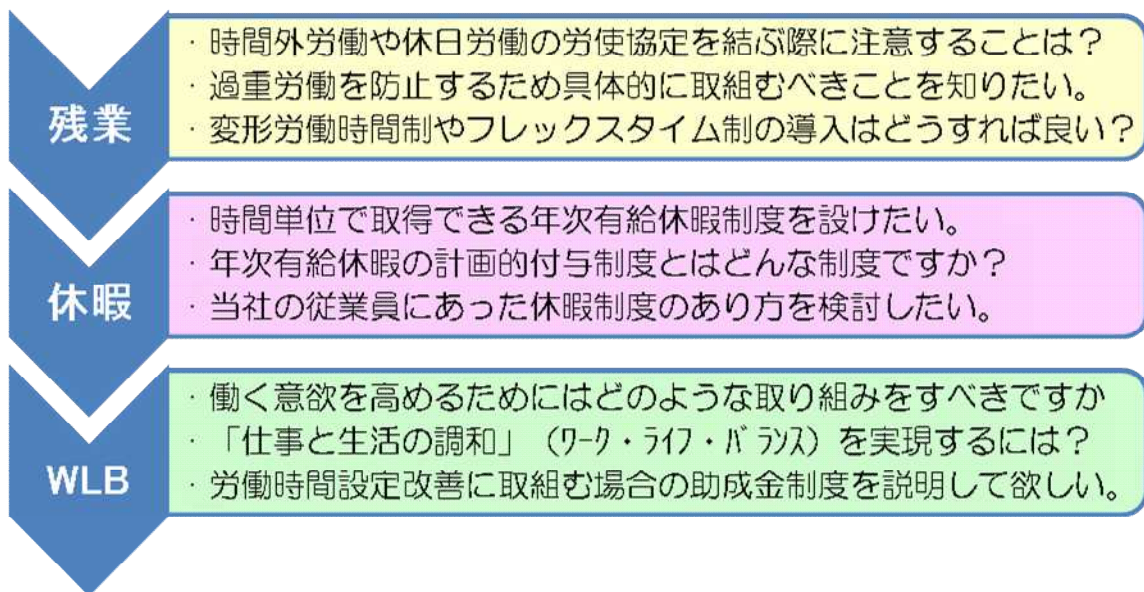 残業
・時間外労働や休日労働の労使協定を結ぶ際に注意することは？
・過重労働を防止するため具体的に取組むべきことを知りたい。
・変形労働時間制やフレックスタイム制の導入はどうすれば良い？
休暇
・時間単位で取得できる年次有給休暇制度を設けたい。
・年次有給休暇の計画的付与制度とはどんな制度ですか？
・当社の従業員にあった休暇制度のあり方を検討したい。
WLB
・働く意欲を高めるためにはどのような取り組みをすべきですか
・「仕事と生活の調和」（ﾜｰｸ・ﾗｲﾌ・ﾊﾞﾗﾝｽ）を実現するには？
・労働時間設定改善に取組む場合の助成金制度を説明して欲しい。